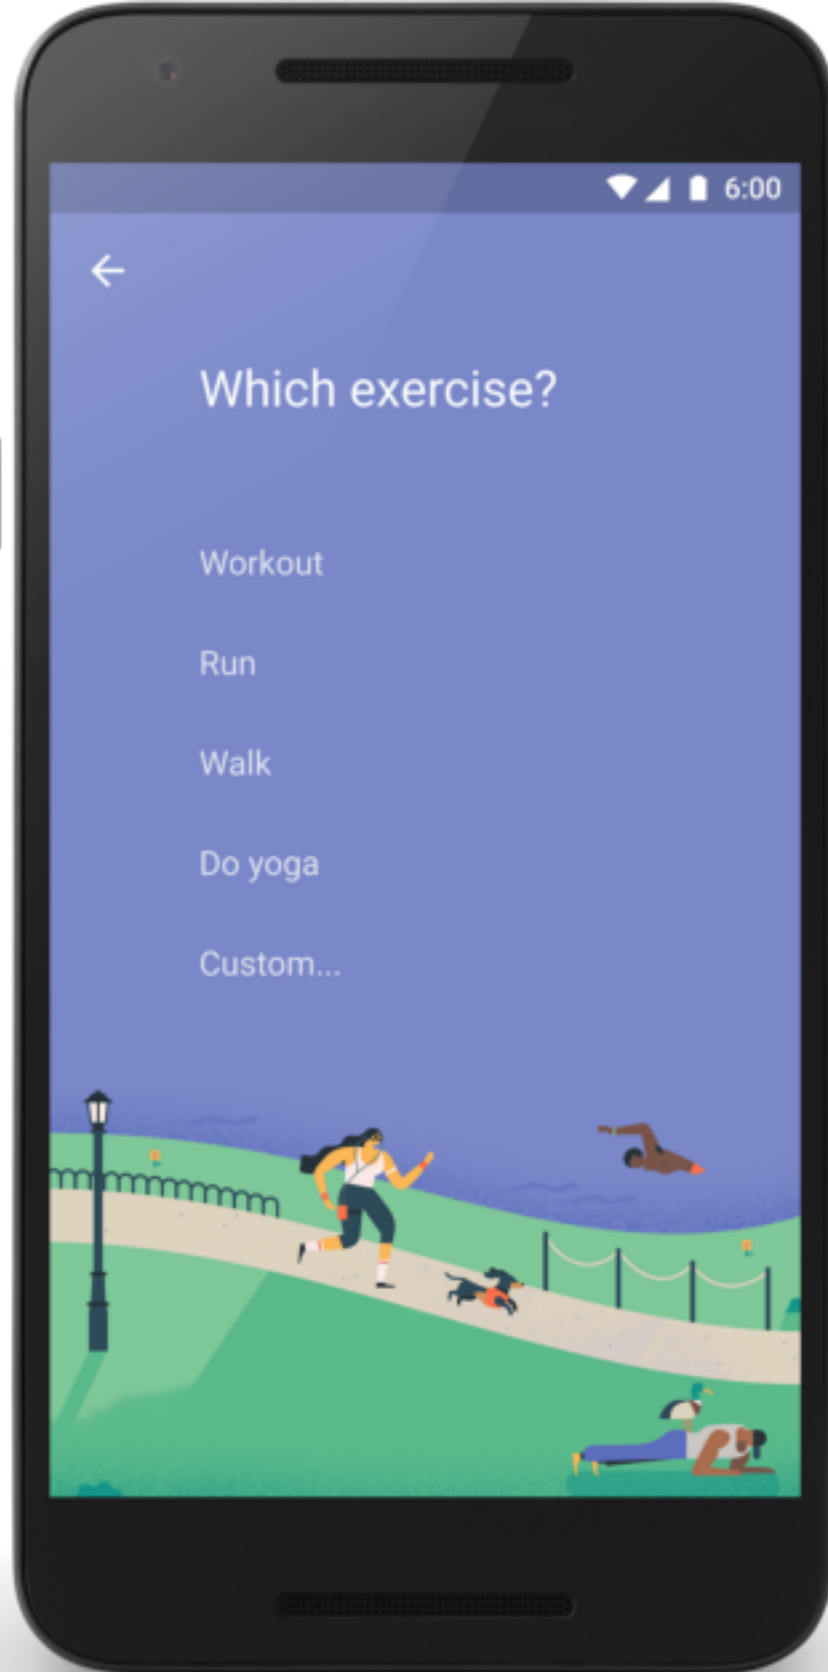 6:00
Which exercise?
Workout
Run
Walk
Do yoga
Custom...